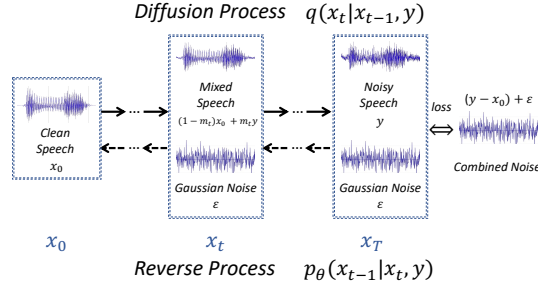 Diffusion Process q(x_t|x_{t-1}, y)
Clean
Speech
x_0
...
...
Mixed
Speech
(1 − m_t)x_0 + m_t y
Gaussian Noise
ε
...
...
Noisy
Speech
y
Gaussian Noise
ε
loss
(y − x_0) + ε
Combined Noise
x_0
x_t
x_T
Reverse Process p_θ(x_{t-1}|x_t, y)